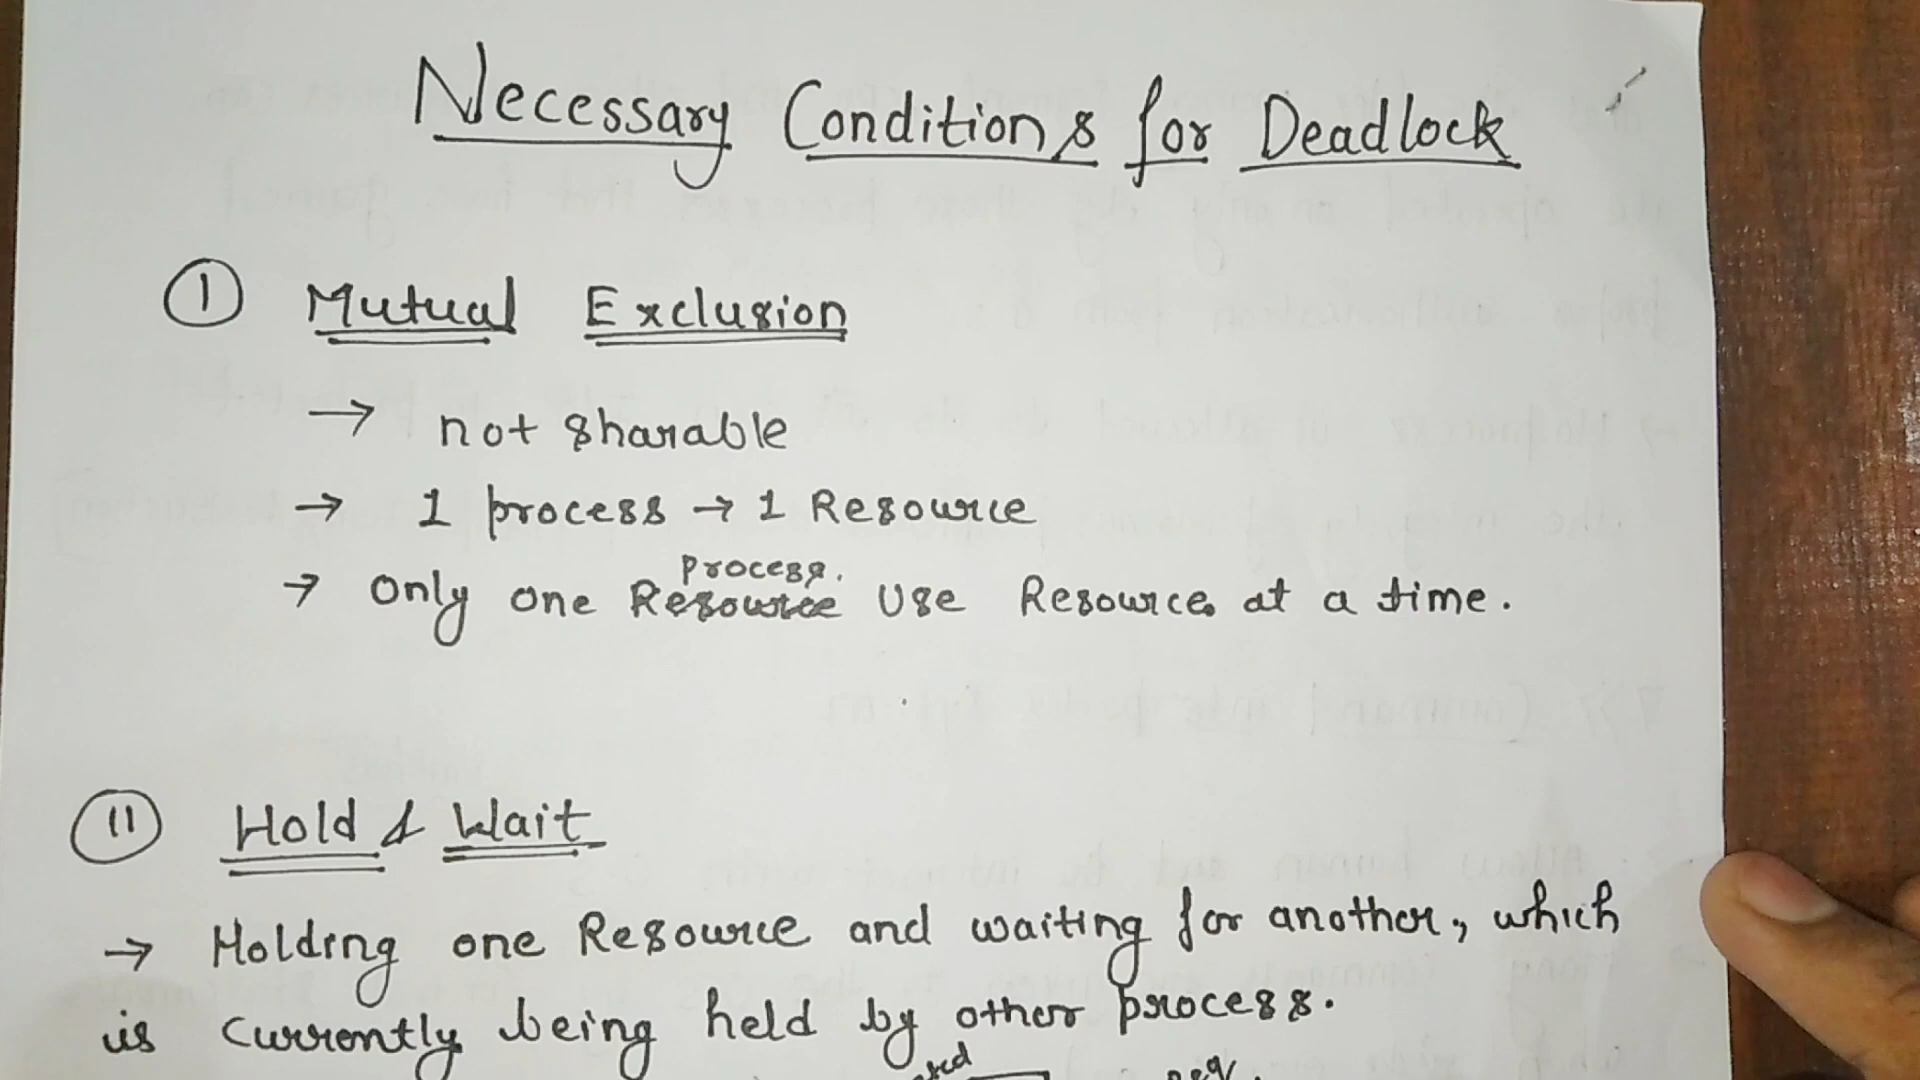 Necessary Conditions for Deadlock
I Mutual Exclusion
→ not sharable
→ 1 process → 1 Resource
process.
→ Only one Resource Use Resource at a time.
II Hold & Wait
→ Holding one Resource and waiting for another, which
is currently being held by other process.
req.